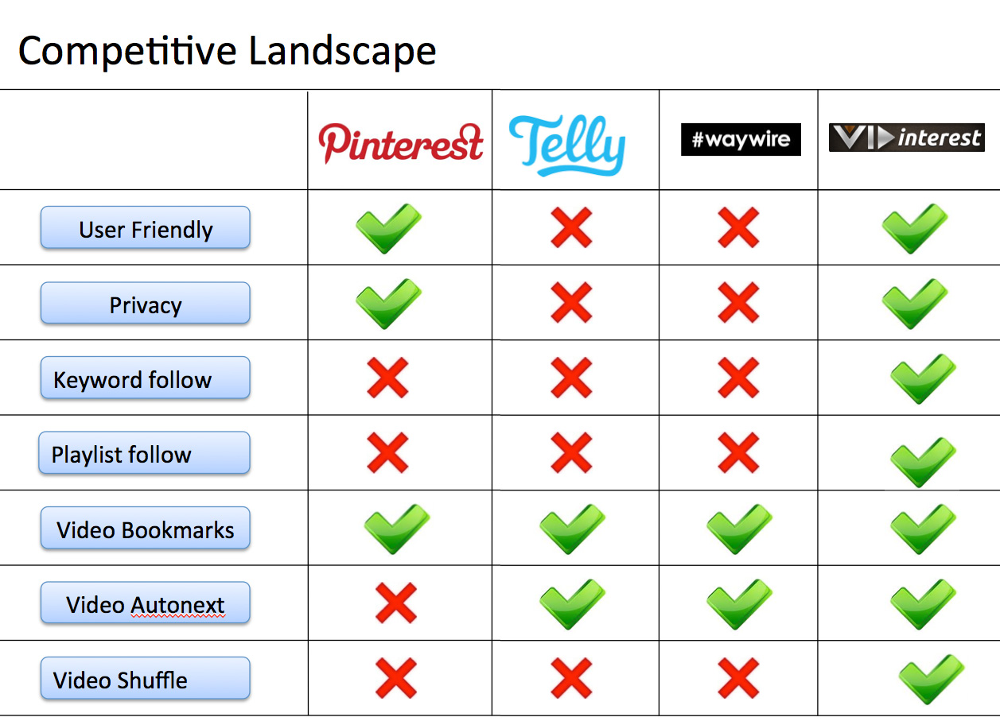 Competitive Landscape
Pinterest
Telly
#waywire
VIDinterest
User Friendly
Privacy
Keyword follow
Playlist follow
Video Bookmarks
Video Autonext
Video Shuffle